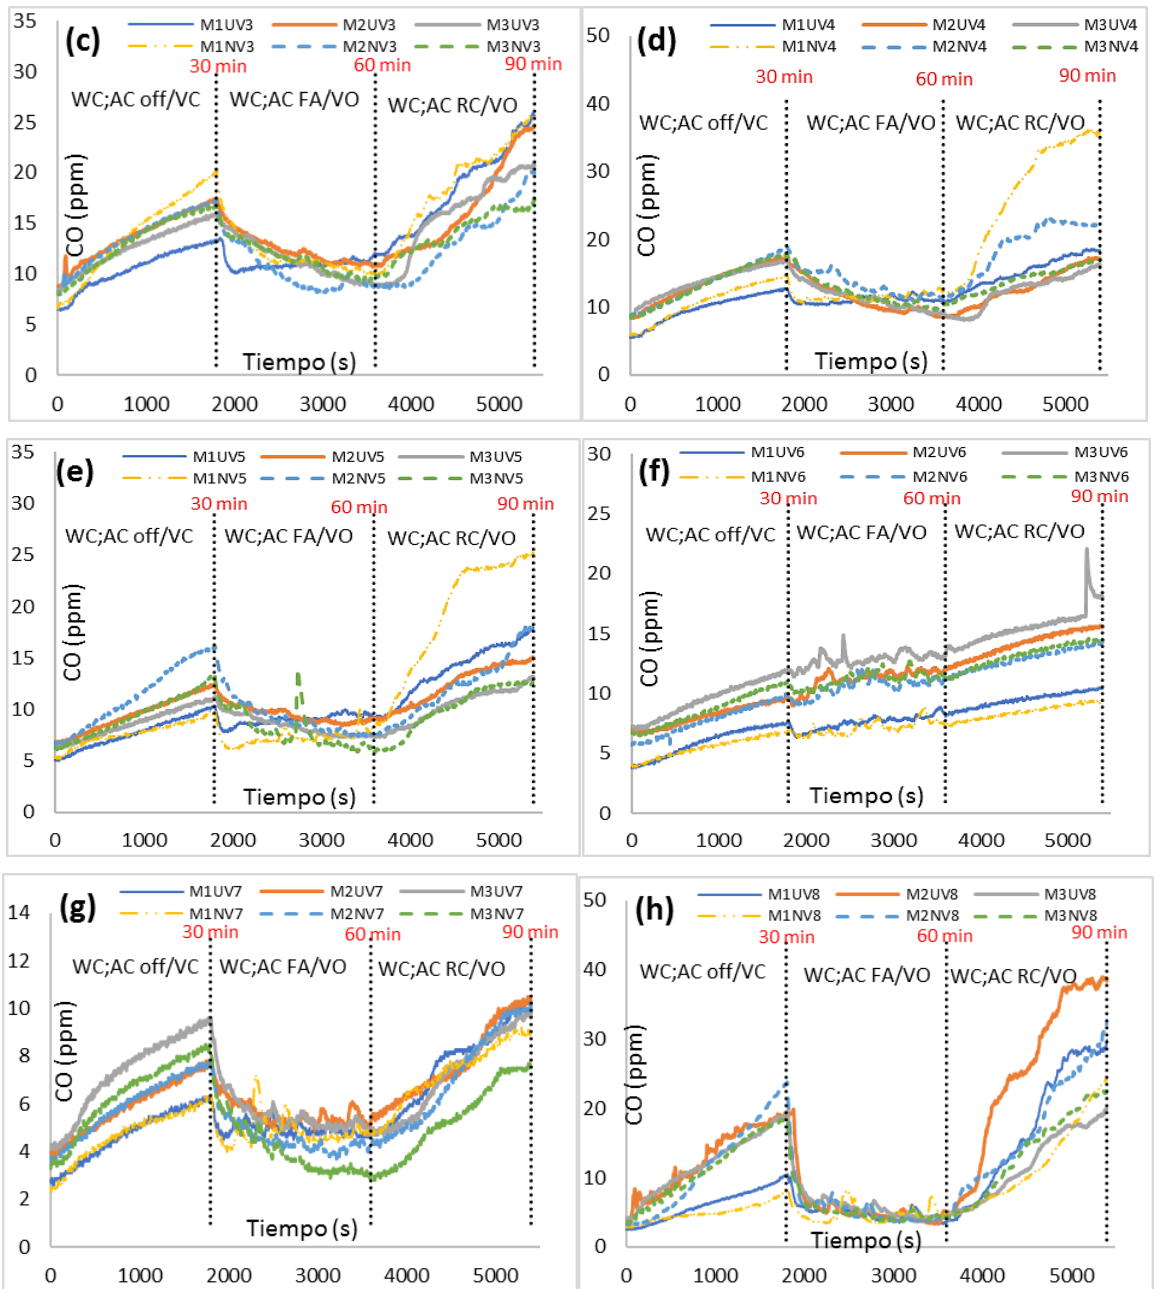 (c)
M1UV3 M2UV3 M3UV3
M1NV3 M2NV3 M3NV3
30 min 60 min 90 min
WC;AC off/VC WC;AC FA/VO WC;AC RC/VO
CO (ppm)
35
30
25
20
15
10
5
0
Tiempo (s)
0 1000 2000 3000 4000 5000
(d)
M1UV4 M2UV4 M3UV4
M1NV4 M2NV4 M3NV4
30 min 60 min 90 min
WC;AC off/VC WC;AC FA/VO WC;AC RC/VO
CO (ppm)
50
40
30
20
10
0
Tiempo (s)
0 1000 2000 3000 4000 5000
(e)
M1UV5 M2UV5 M3UV5
M1NV5 M2NV5 M3NV5
30 min 60 min 90 min
WC;AC off/VC WC;AC FA/VO WC;AC RC/VO
CO (ppm)
35
30
25
20
15
10
5
0
Tiempo (s)
0 1000 2000 3000 4000 5000
(f)
M1UV6 M2UV6 M3UV6
M1NV6 M2NV6 M3NV6
30 min 60 min 90 min
WC;AC off/VC WC;AC FA/VO WC;AC RC/VO
CO (ppm)
30
25
20
15
10
5
0
Tiempo (s)
0 1000 2000 3000 4000 5000
(g)
M1UV7 M2UV7 M3UV7
M1NV7 M2NV7 M3NV7
30 min 60 min 90 min
WC;AC off/VC WC;AC FA/VO WC;AC RC/VO
CO (ppm)
14
12
10
8
6
4
2
0
Tiempo (s)
0 1000 2000 3000 4000 5000
(h)
M1UV8 M2UV8 M3UV8
M1NV8 M2NV8 M3NV8
30 min 60 min 90 min
WC;AC off/VC WC;AC FA/VO WC;AC RC/VO
CO (ppm)
50
40
30
20
10
0
Tiempo (s)
0 1000 2000 3000 4000 5000